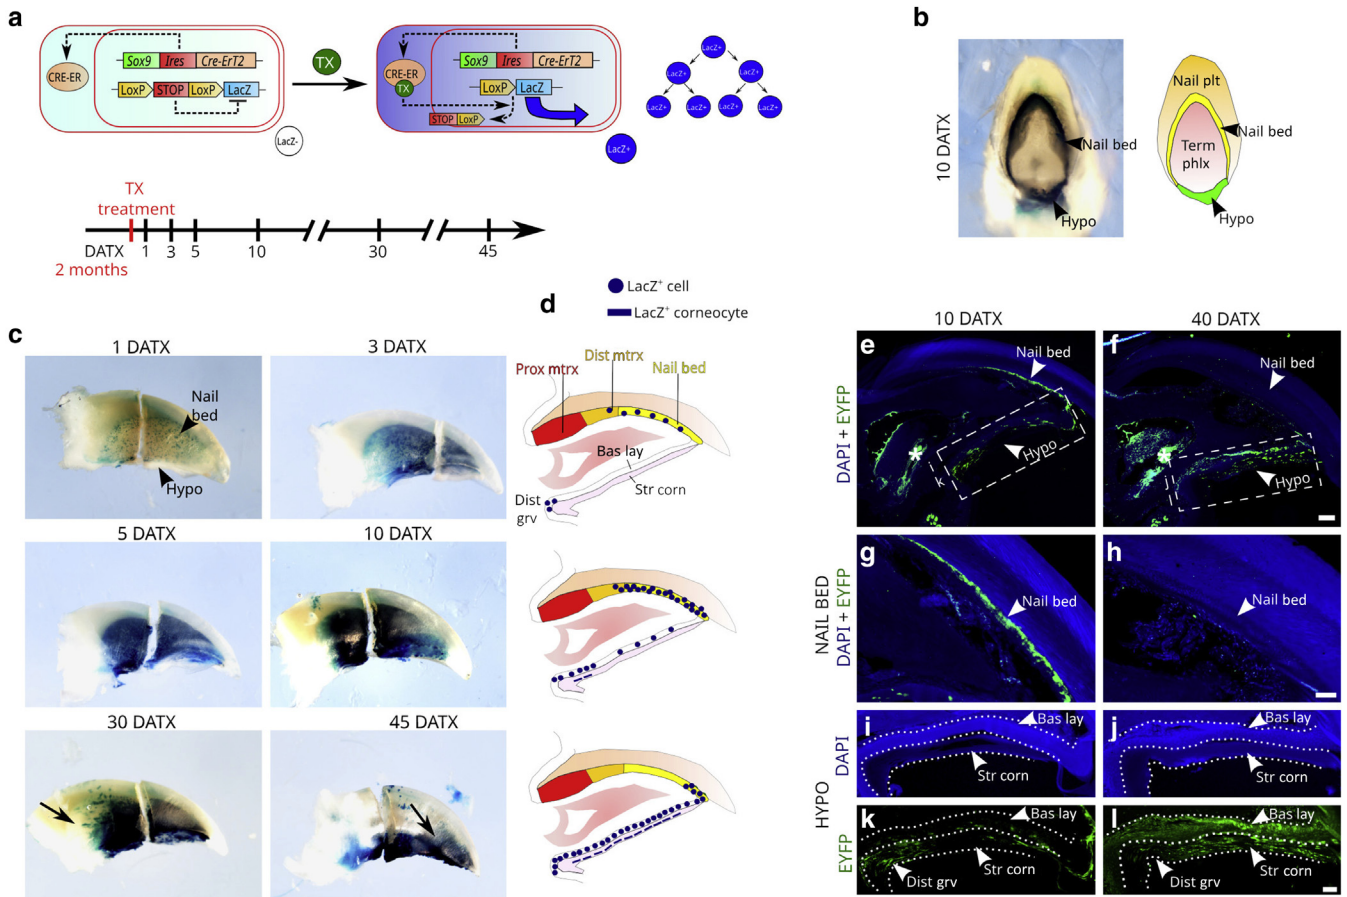 a
Sox9 Ires Cre-ErT2
CRE-ER
LoxP STOP LoxP LacZ
LacZ-
TX
Sox9 Ires Cre-ErT2
CRE-ER
TX
LoxP LacZ
STOP LoxP
LacZ+
LacZ+
LacZ+ LacZ+
LacZ+ LacZ+ LacZ+ LacZ+
TX
treatment
DATX 1 3 5 10 30 45
2 months
b
10 DATX
Nail bed
Hypo
Nail plt
Nail bed
Term
phlx
Hypo
c
1 DATX
Nail
bed
Hypo
3 DATX
5 DATX
10 DATX
30 DATX
45 DATX
d
LacZ+ cell
LacZ+ corneocyte
Prox mtrx
Dist mtrx
Nail bed
Bas lay
Str corn
Dist
grv
10 DATX
40 DATX
DAPI + EYFP
e
Nail bed
Hypo
*
k
f
Nail bed
Hypo
*
j
NAIL BED
DAPI + EYFP
g
Nail bed
h
Nail bed
HYPO
DAPI
i
Bas lay
Str corn
j
Bas lay
Str corn
EYFP
k
Bas lay
Str corn
Dist grv
l
Bas lay
Str corn
Dist grv